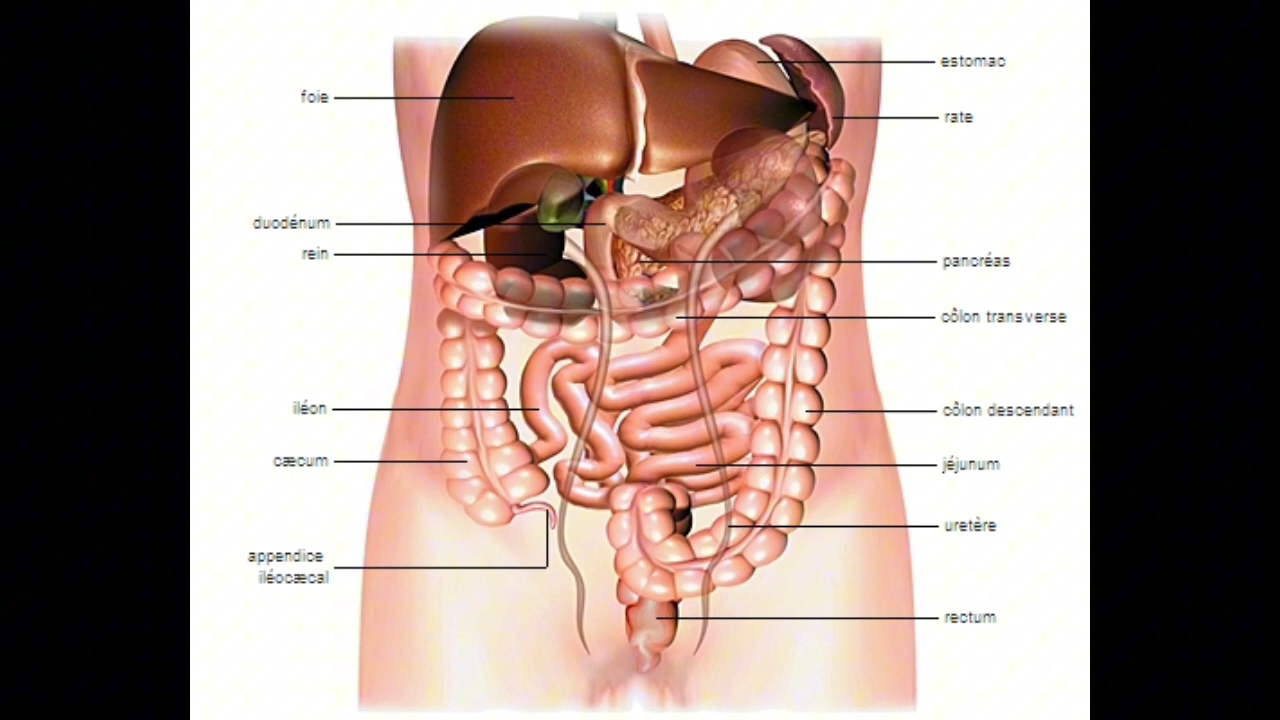 foie
duodénum
rein
iléon
cæcum
appendice
iléocæcal
estomac
rate
pancréas
côlon transverse
côlon descendant
jéjunum
uretère
rectum